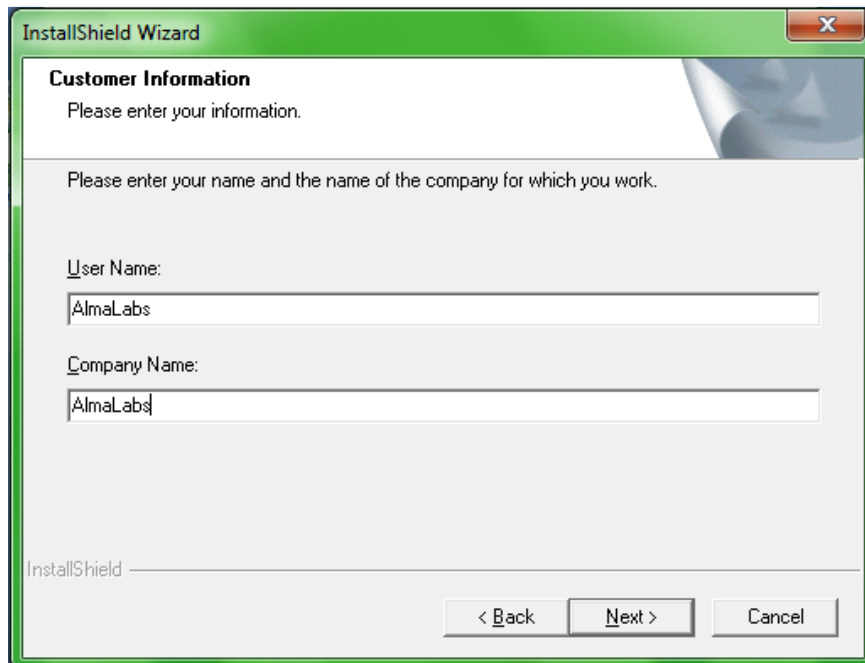 InstallShield Wizard
Customer Information
Please enter your information.
Please enter your name and the name of the company for which you work.
User Name:
AlmaLabs
Company Name:
AlmaLabs
InstallShield
< Back Next > Cancel